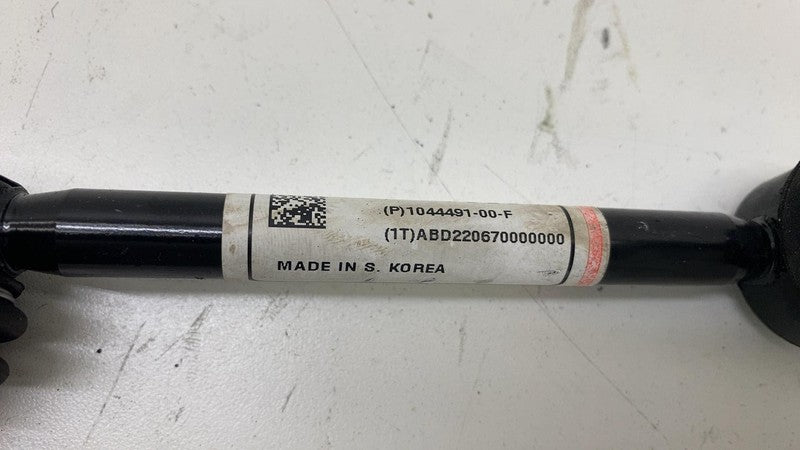 (P)1044491-00-F
(1T)ABD220670000000
MADE IN S. KOREA